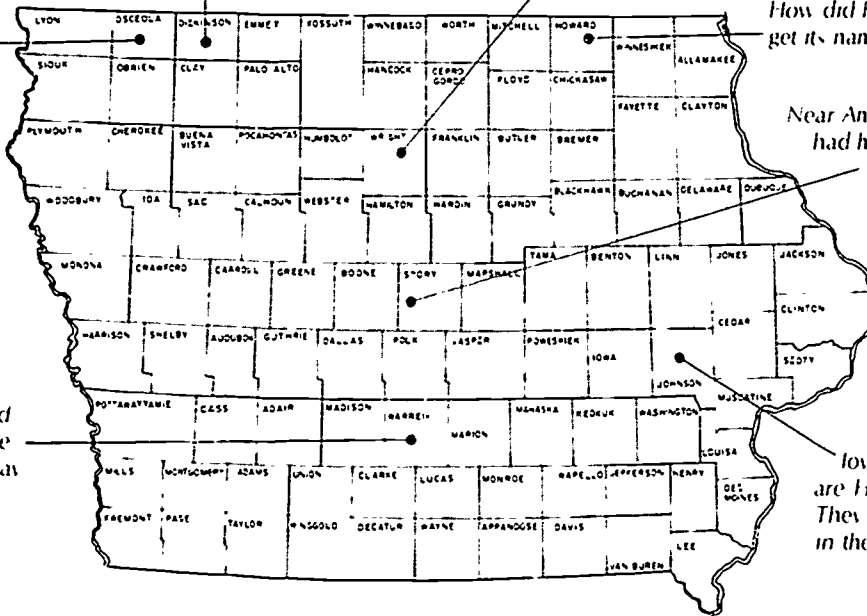 LYON OSCEOLA DICKINSON EMMET KOSSUTH WINNEBAGO WORTH MITCHELL HOWARD
How did H
get its nam
WINNESHIEK ALLAMAKEE
SIOUX OBRIEN CLAY PALO ALTO HANCOCK CERRO
GORDO FLOYD CHICKASAW
FAYETTE CLAYTON
Near An
had h
PLYMOUTH CHEROKEE BUENA
VISTA POCAHONTAS HUMBOLDT WRIGHT FRANKLIN BUTLER BREMER
WOODBURY IDA SAC CALHOUN WEBSTER HAMILTON HARDIN GRUNDY BLACKHAWK BUCHANAN DELAWARE DUBUQUE
MONONA CRAWFORD CARROLL GREENE BOONE STORY MARSHALL TAMA BENTON LINN JONES JACKSON
CLINTON
CEDAR
HARRISON SHELBY AUDUBON GUTHRIE DALLAS POLK JASPER POWESHIEK IOWA JOHNSON SCOTT
MUSCATINE
POTTAWATTAMIE CASS ADAIR MADISON WARREN MARION MAHASKA KEOKUK WASHINGTON
LOUISA
d
e
as
MILLS MONTGOMERY ADAMS UNION CLARKE LUCAS MONROE WAPELLO JEFFERSON HENRY
DES
MOINES
Iow
are H
They
in the
FREMONT PAGE TAYLOR RINGGOLD DECATUR WAYNE APPANOOSE DAVIS
VAN BUREN LEE